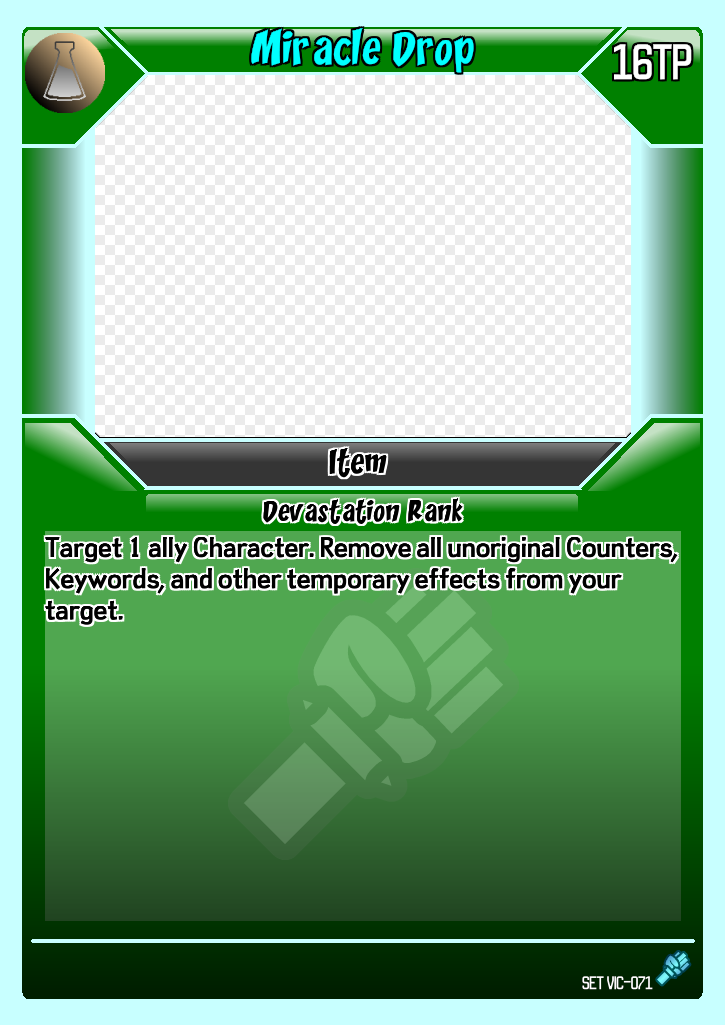 Miracle Drop
16TP
Item
Devastation Rank
Target 1 ally Character. Remove all unoriginal Counters,
Keywords, and other temporary effects from your
target.
SET VIC-071